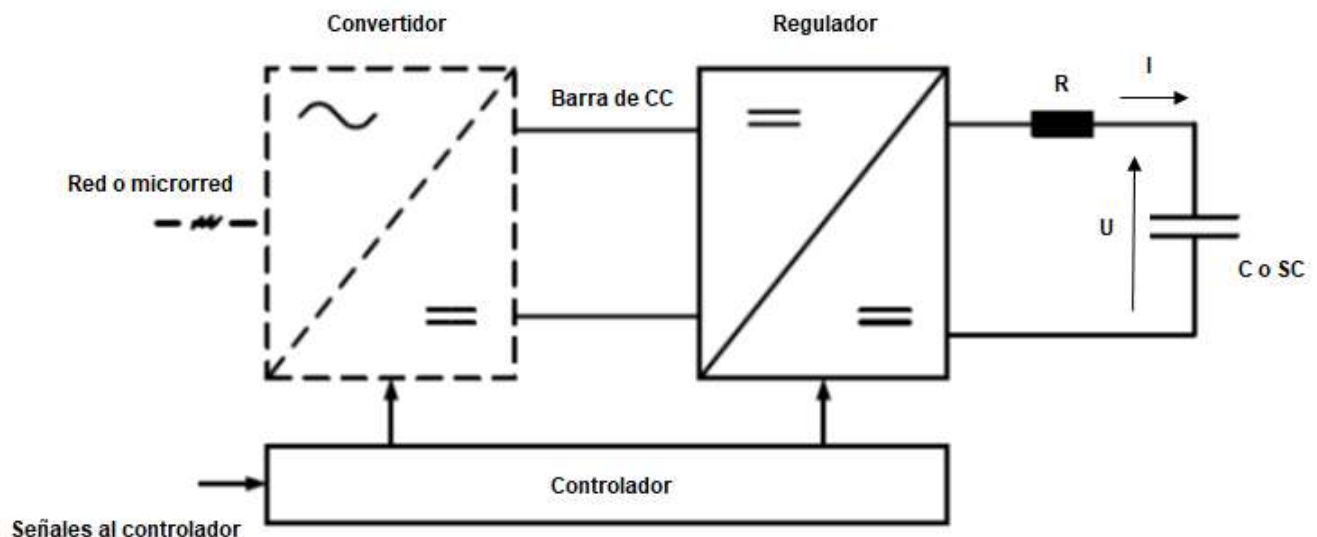 Convertidor
Regulador
Barra de CC
R
I
Red o microrred
U
C o SC
Controlador
Señales al controlador